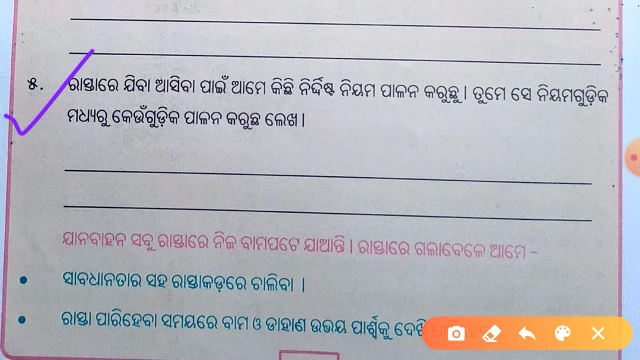 ୫. ରାସ୍ତାରେ ଯିବା ଆସିବା ପାଇଁ ଆମେ କିଛି ନିର୍ଦ୍ଦିଷ୍ଟ ନିୟମ ପାଳନ କରୁଛୁ। ତୁମେ ସେ ନିୟମଗୁଡ଼ିକ
ମଧ୍ୟରୁ କେଉଁଗୁଡ଼ିକ ପାଳନ କରୁଛ ଲେଖ।
ଯାନବାହନ ସବୁ ରାସ୍ତାରେ ନିଜ ବାମପଟେ ଯାଆନ୍ତି। ରାସ୍ତାରେ ଗଲାବେଳେ ଆମେ –
• ସାବଧାନତାର ସହ ରାସ୍ତାକଡ଼ରେ ଚାଲିବା ।
• ରାସ୍ତା ପାରିହେବା ସମୟରେ ବାମ ଓ ଡାହାଣ ଉଭୟ ପାର୍ଶ୍ୱକୁ ଦେଖି